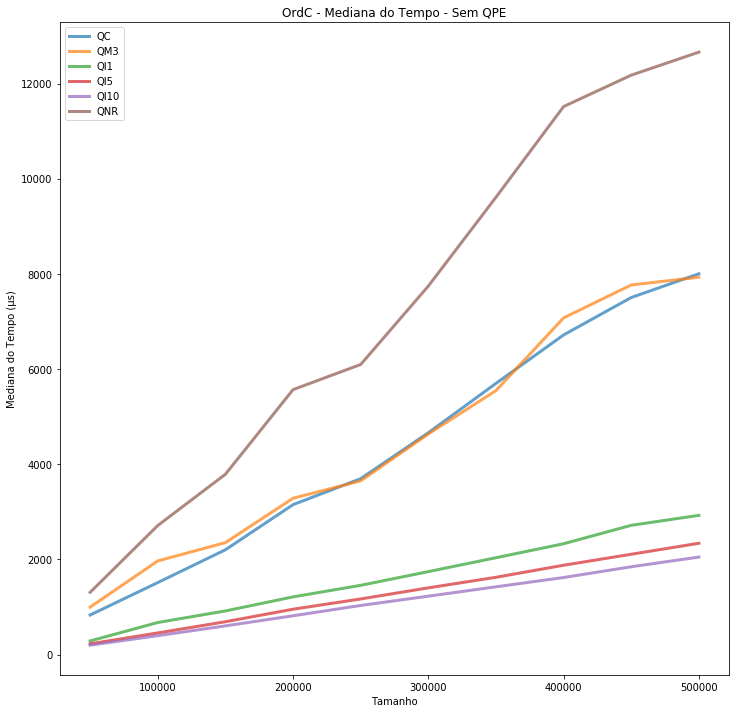 OrdC - Mediana do Tempo - Sem QPE
QC
QM3
QI1
QI5
QI10
QNR
12000
10000
8000
6000
4000
2000
0
Mediana do Tempo (µs)
100000
200000
300000
400000
500000
Tamanho